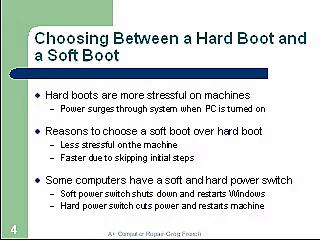 Choosing Between a Hard Boot and
a Soft Boot
Hard boots are more stressful on machines
– Power surges through system when PC is turned on
Reasons to choose a soft boot over hard boot
– Less stressful on the machine
– Faster due to skipping initial steps
Some computers have a soft and hard power switch
– Soft power switch shuts down and restarts Windows
– Hard power switch cuts power and restarts machine
4
A+ Computer Repair-Greg French